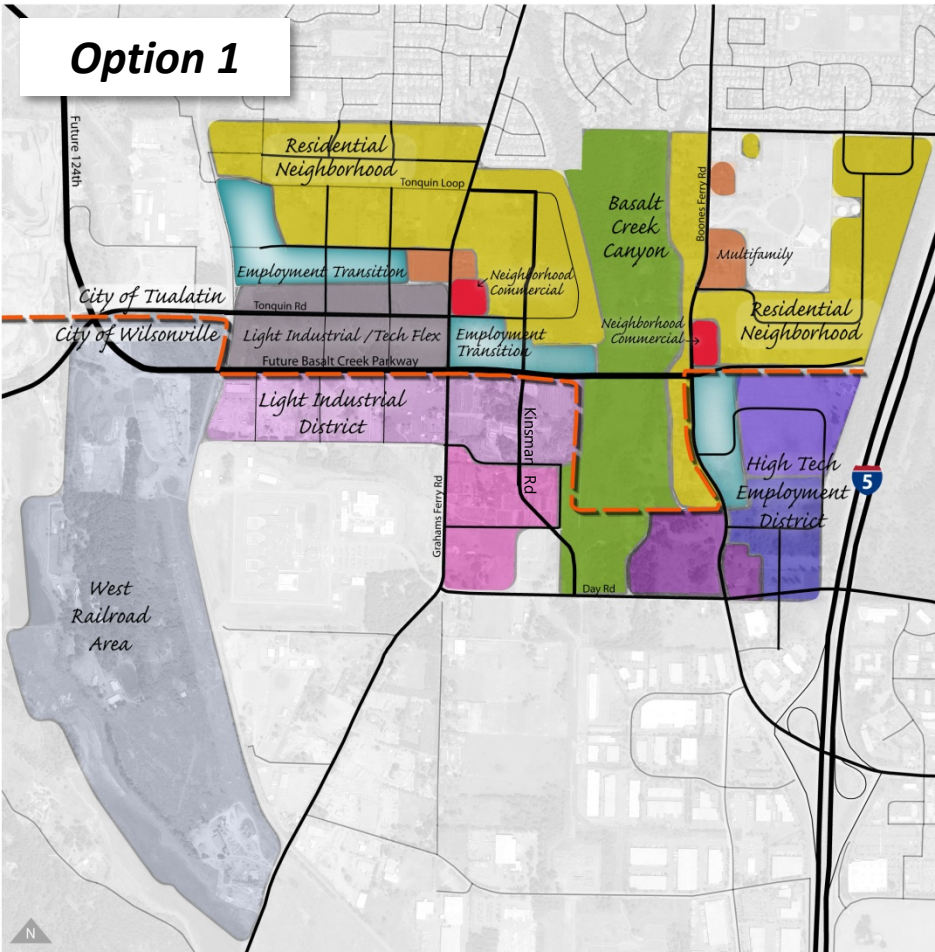 Option 1
Future 124th
Residential
Neighborhood
Tonquin Loop
Basalt
Creek
Canyon
Boones Ferry Rd
Multifamily
Employment Transition
Neighborhood
Commercial
City of Tualatin
Tonquin Rd
Residential
Neighborhood
City of Wilsonville
Light Industrial / Tech Flex
Employment
Transition
Neighborhood
Commercial
Future Basalt Creek Parkway
Light Industrial
District
Kinsman Rd
Grahams Ferry Rd
High Tech
Employment
District
5
West
Railroad
Area
Day Rd
N